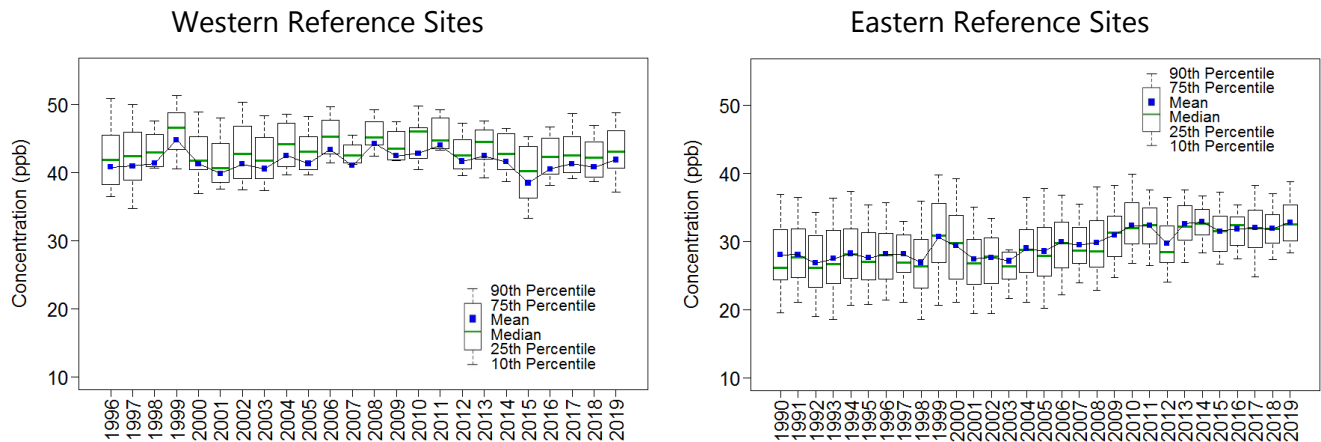 Western Reference Sites
Concentration (ppb)
50
40
30
20
10
90th Percentile
75th Percentile
Mean
Median
25th Percentile
10th Percentile
1996 1997 1998 1999 2000 2001 2002 2003 2004 2005 2006 2007 2008 2009 2010 2011 2012 2013 2014 2015 2016 2017 2018 2019
Eastern Reference Sites
Concentration (ppb)
50
40
30
20
10
90th Percentile
75th Percentile
Mean
Median
25th Percentile
10th Percentile
1990 1991 1992 1993 1994 1995 1996 1997 1998 1999 2000 2001 2002 2003 2004 2005 2006 2007 2008 2009 2010 2011 2012 2013 2014 2015 2016 2017 2018 2019